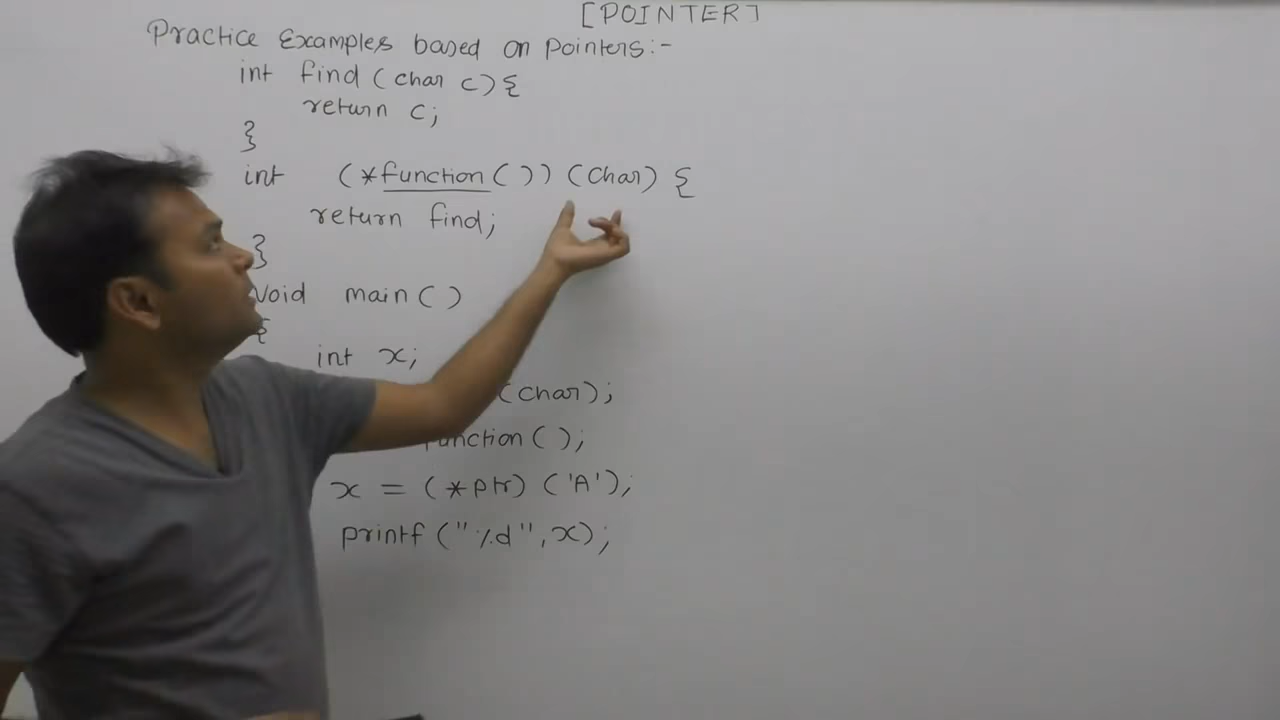 [POINTER]
Practice Examples based on Pointers:-
int find (char c){
return c;
}
int (*function()) (char) {
return find;
}
Void main()
{
int x;
(char);
function();
x = (*ptr) ('A');
printf("%d",x);